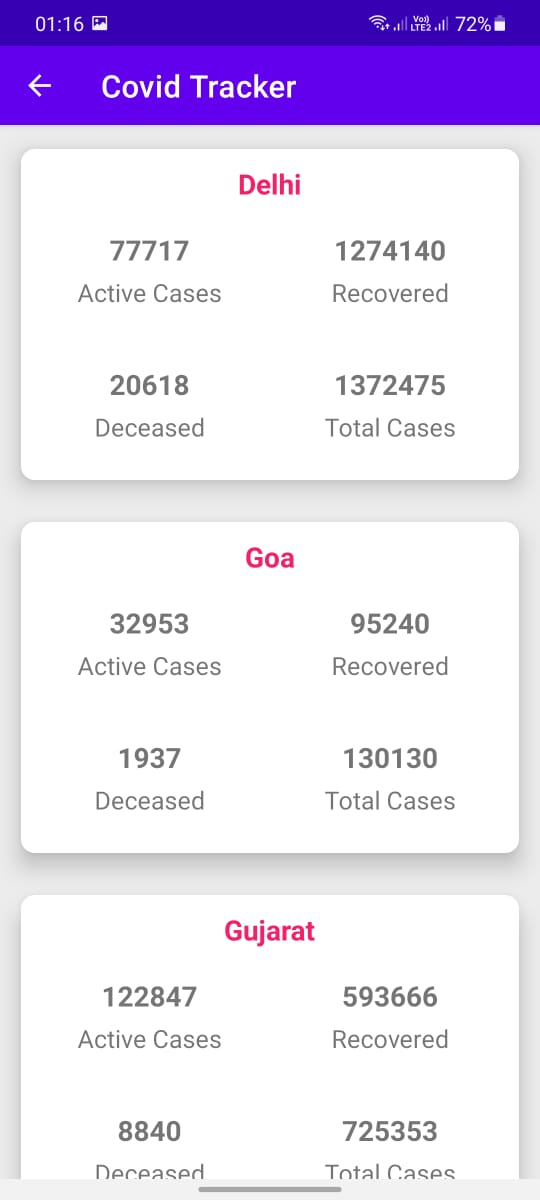 01:16 Vo)) LTE2 72%
Covid Tracker
Delhi
77717 1274140
Active Cases Recovered
20618 1372475
Deceased Total Cases
Goa
32953 95240
Active Cases Recovered
1937 130130
Deceased Total Cases
Gujarat
122847 593666
Active Cases Recovered
8840 725353
Deceased Total Cases